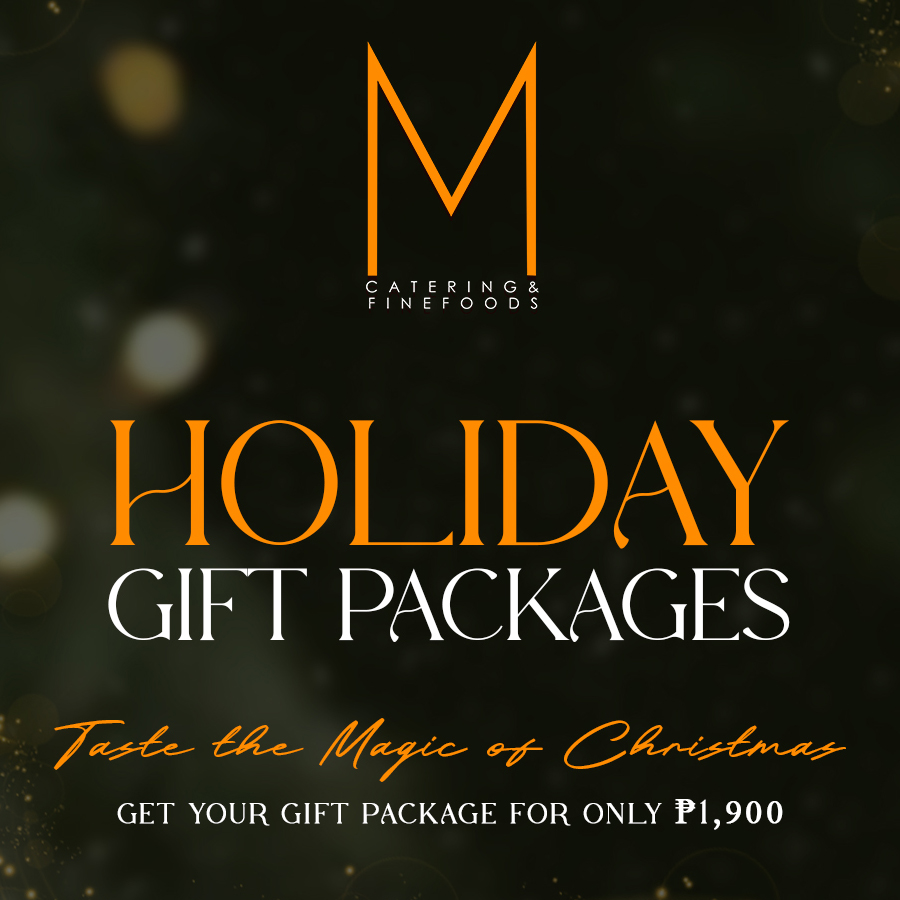 M
CATERING&
FINEFOODS
HOLIDAY
GIFT PACKAGES
Taste the Magic of Christmas
GET YOUR GIFT PACKAGE FOR ONLY ₱1,900